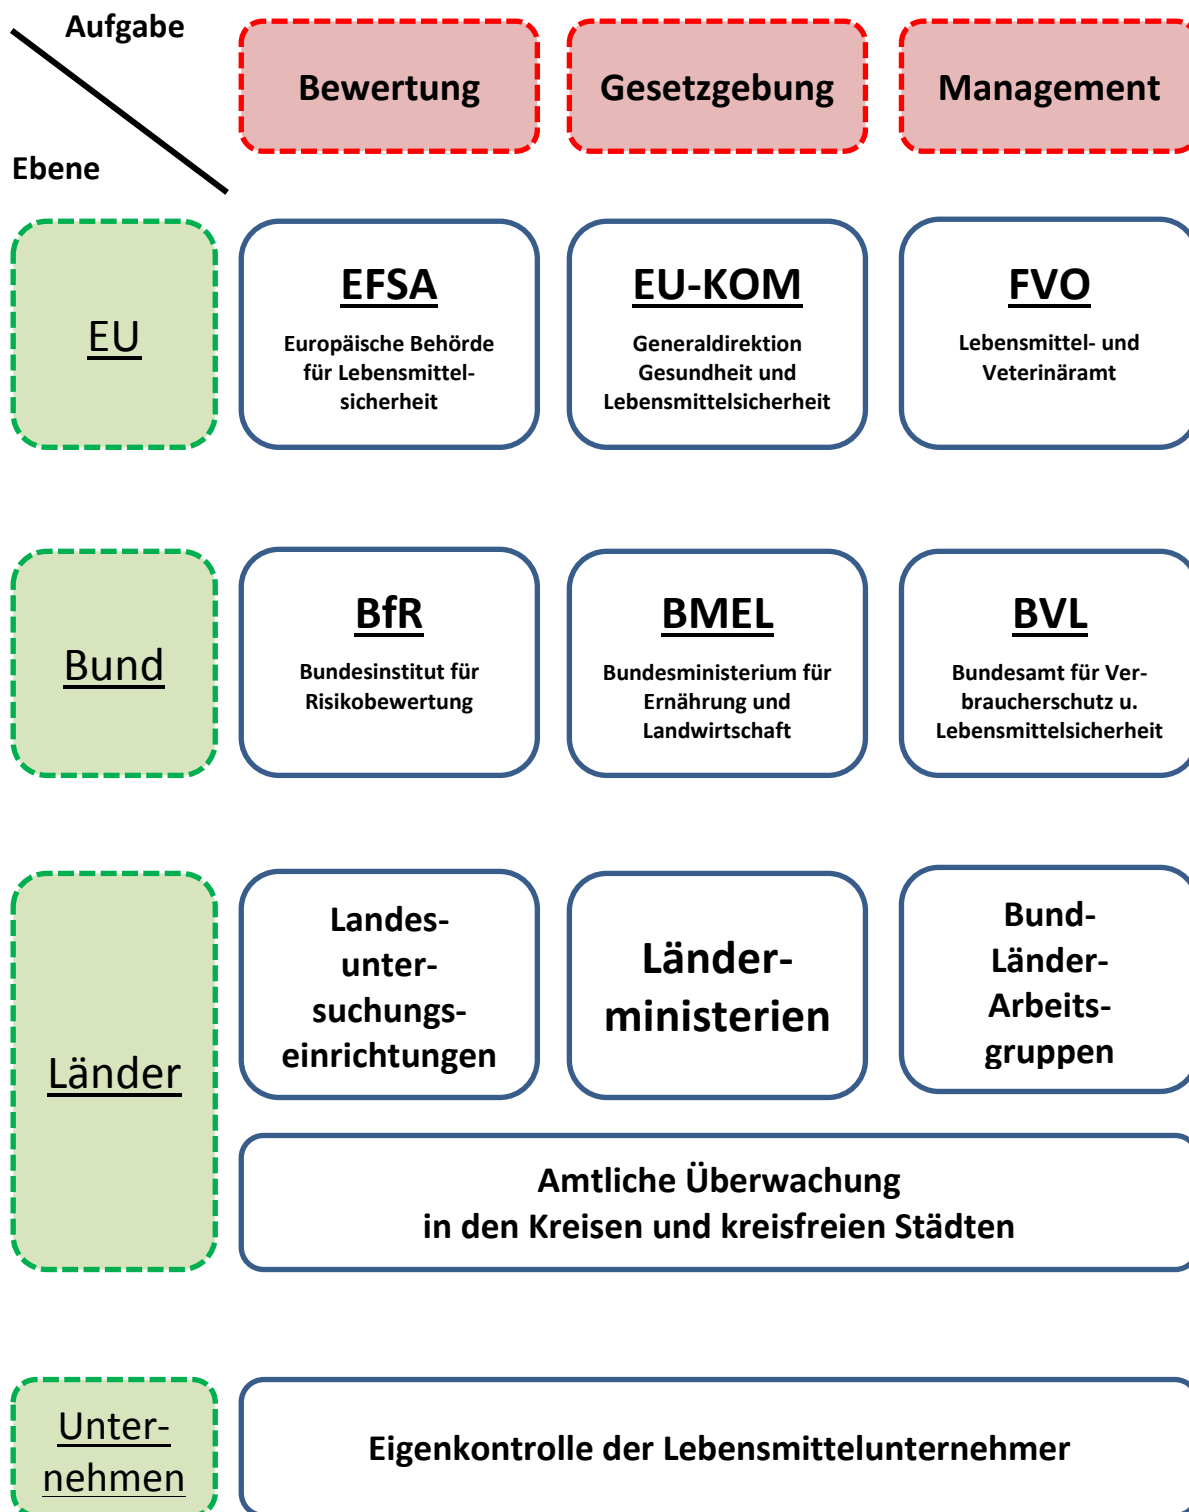 Aufgabe
Ebene
Bewertung
Gesetzgebung
Management
EU
EFSA
Europäische Behörde
für Lebensmittel-
sicherheit
EU-KOM
Generaldirektion
Gesundheit und
Lebensmittelsicherheit
FVO
Lebensmittel- und
Veterinäramt
Bund
BfR
Bundesinstitut für
Risikobewertung
BMEL
Bundesministerium für
Ernährung und
Landwirtschaft
BVL
Bundesamt für Ver-
braucherschutz u.
Lebensmittelsicherheit
Länder
Landes-
unter-
suchungs-
einrichtungen
Länder-
ministerien
Bund-
Länder-
Arbeits-
gruppen
Amtliche Überwachung
in den Kreisen und kreisfreien Städten
Unter-
nehmen
Eigenkontrolle der Lebensmittelunternehmer